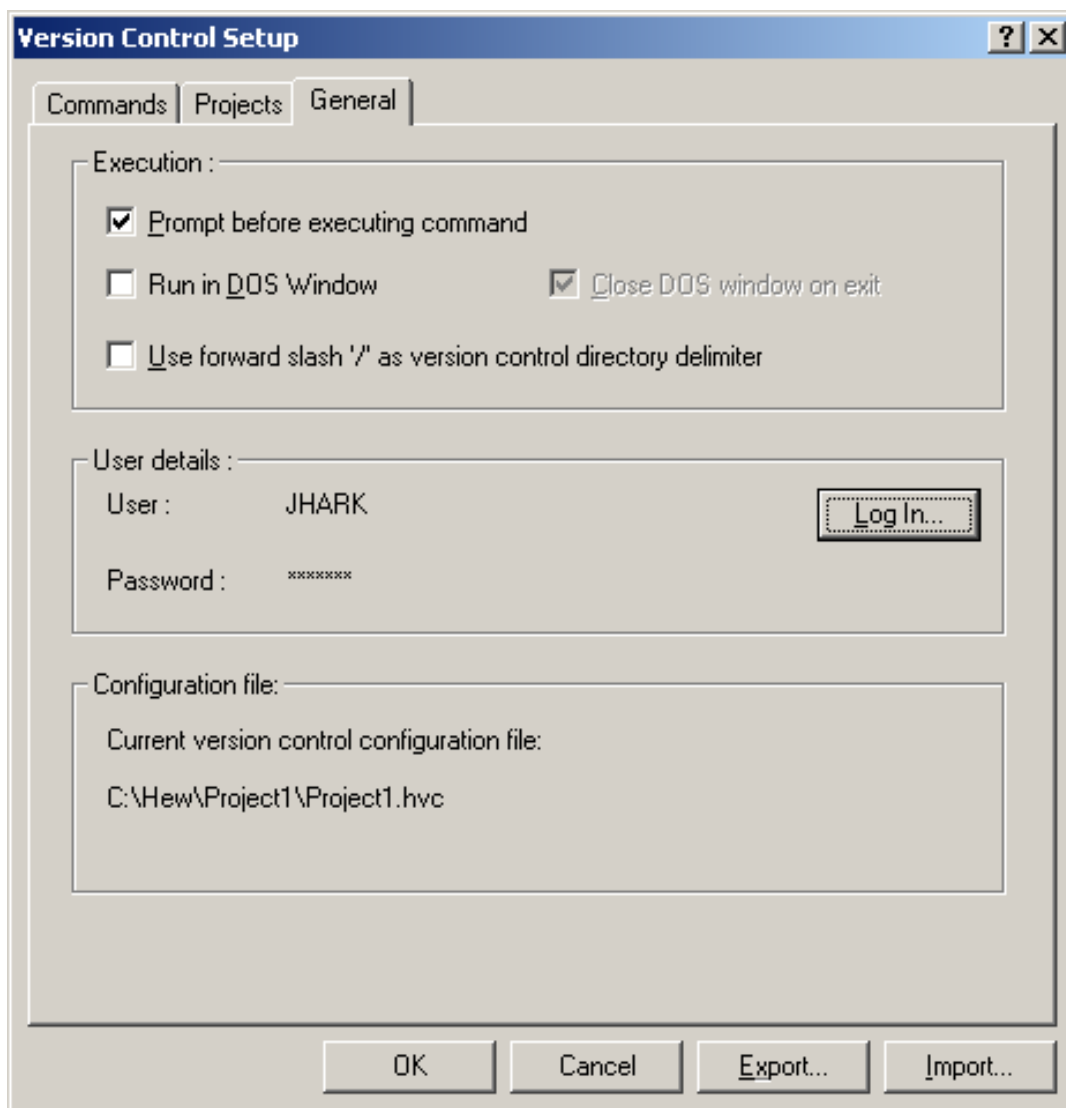 Version Control Setup
Commands Projects General
Execution :
Prompt before executing command
Run in DOS Window Close DOS window on exit
Use forward slash '/' as version control directory delimiter
User details :
User : JHARK
Log In...
Password : *******
Configuration file:
Current version control configuration file:
C:\Hew\Project1\Project1.hvc
OK Cancel Export... Import...